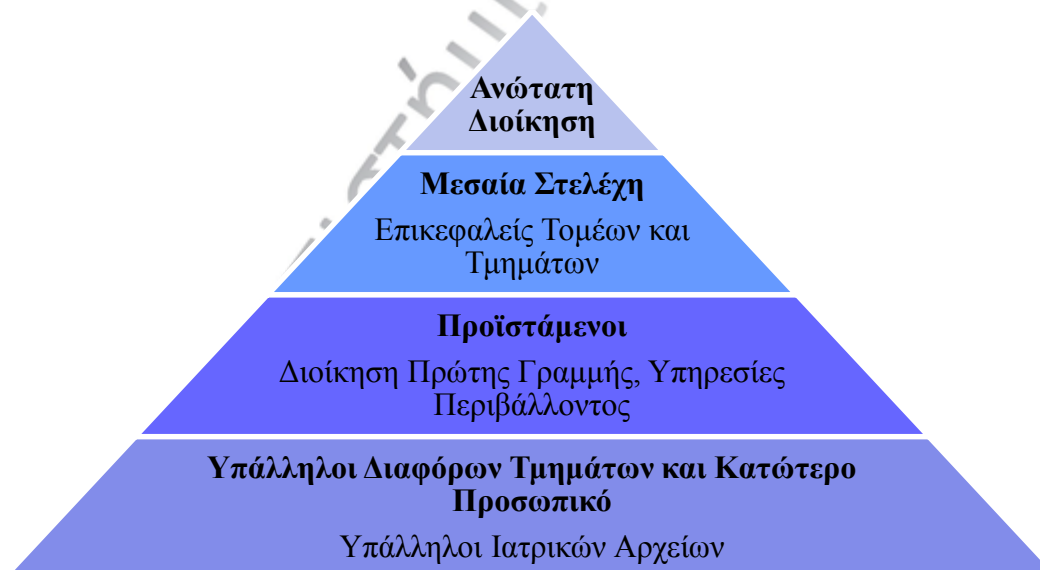 Ανώτατη
Διοίκηση
Μεσαία Στελέχη
Επικεφαλείς Τομέων και
Τμημάτων
Προϊστάμενοι
Διοίκηση Πρώτης Γραμμής, Υπηρεσίες
Περιβάλλοντος
Υπάλληλοι Διαφόρων Τμημάτων και Κατώτερο
Προσωπικό
Υπάλληλοι Ιατρικών Αρχείων